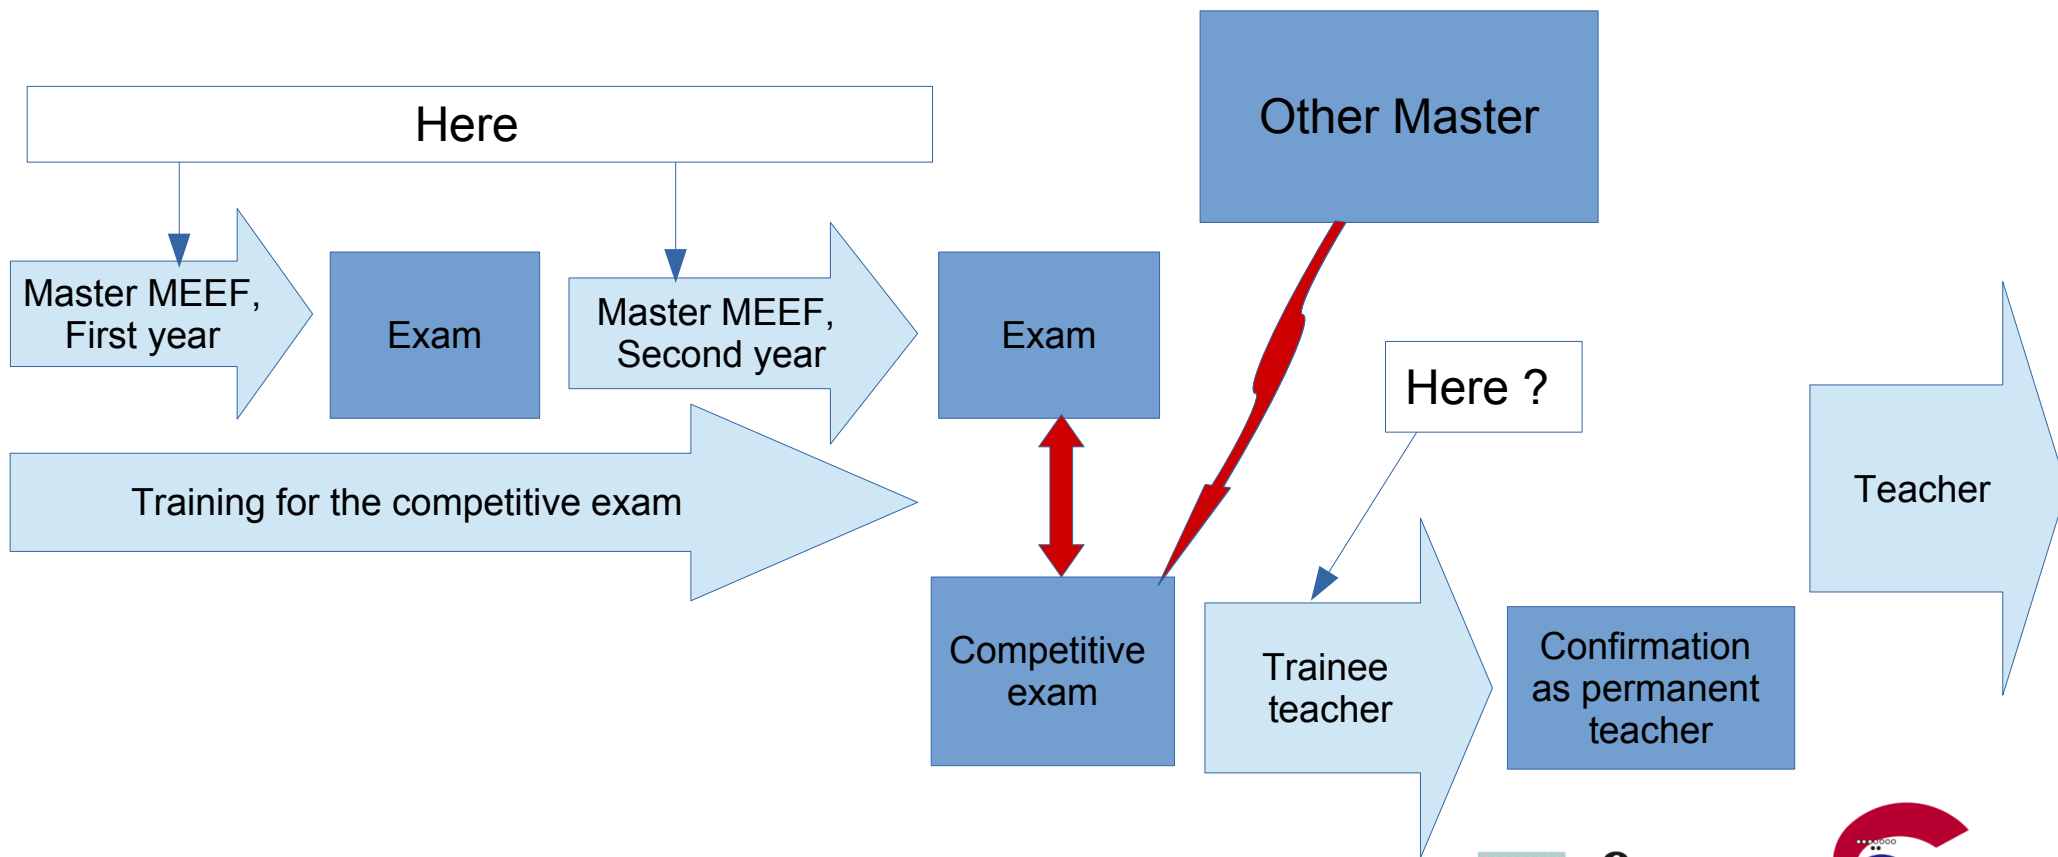 Here
Other Master
Master MEEF,
First year
Exam
Master MEEF,
Second year
Exam
Here ?
Training for the competitive exam
Teacher
Competitive
exam
Trainee
teacher
Confirmation
as permanent
teacher